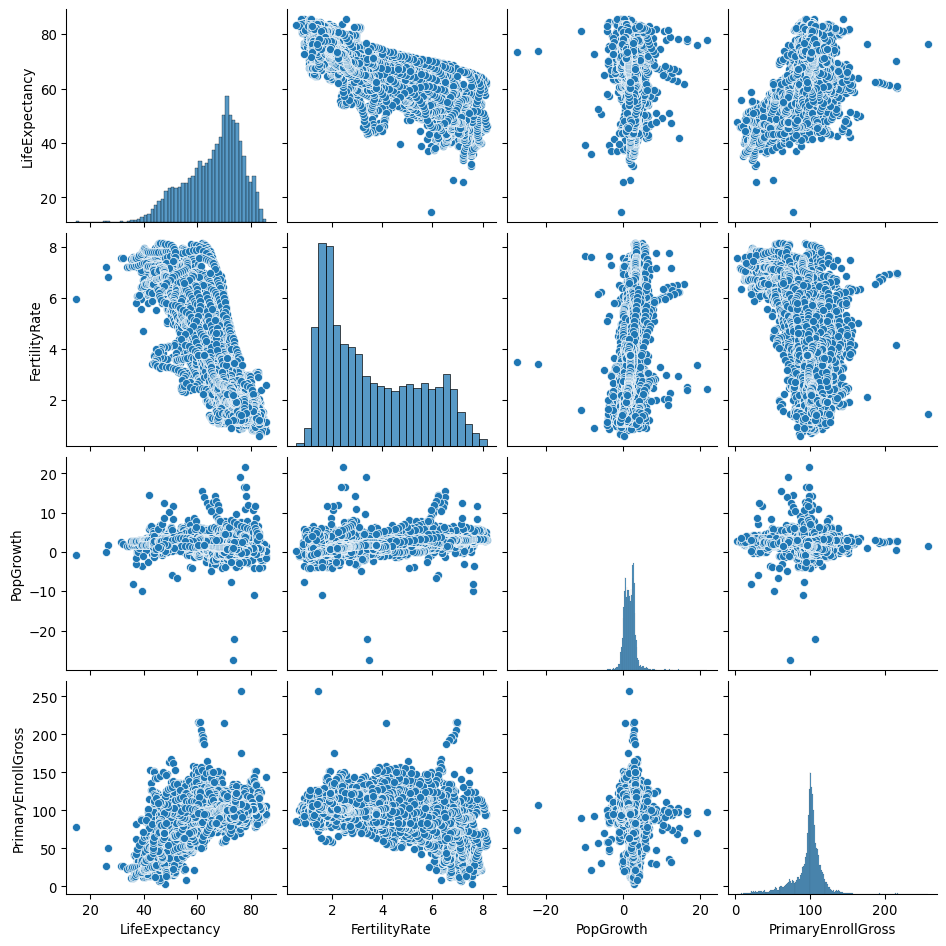 LifeExpectancy
80
60
40
20
FertilityRate
8
6
4
2
PopGrowth
20
10
0
−10
−20
PrimaryEnrollGross
250
200
150
100
50
0
20 40 60 80
2 4 6 8
−20 0 20
0 100 200
LifeExpectancy
FertilityRate
PopGrowth
PrimaryEnrollGross